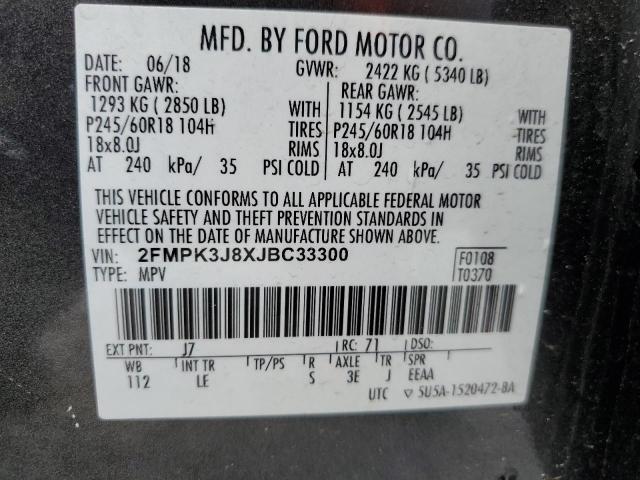 MFD. BY FORD MOTOR CO.
DATE: 06/18 GVWR: 2422 KG ( 5340 LB)
FRONT GAWR: REAR GAWR:
1293 KG ( 2850 LB) WITH 1154 KG ( 2545 LB) WITH
P245/60R18 104H TIRES P245/60R18 104H TIRES
18x8.0J RIMS 18x8.0J RIMS
AT 240 kPa/ 35 PSI COLD AT 240 kPa/ 35 PSI COLD
THIS VEHICLE CONFORMS TO ALL APPLICABLE FEDERAL MOTOR
VEHICLE SAFETY AND THEFT PREVENTION STANDARDS IN
EFFECT ON THE DATE OF MANUFACTURE SHOWN ABOVE.
VIN: 2FMPK3J8XJBC33300 F0108
TYPE: MPV T0370
EXT PNT: J7 RC: 71 DSO:
WB INT TR TP/PS R AXLE TR SPR
112 LE S 3E J EEAA
UTC ▽ 5U5A-1520472-BA